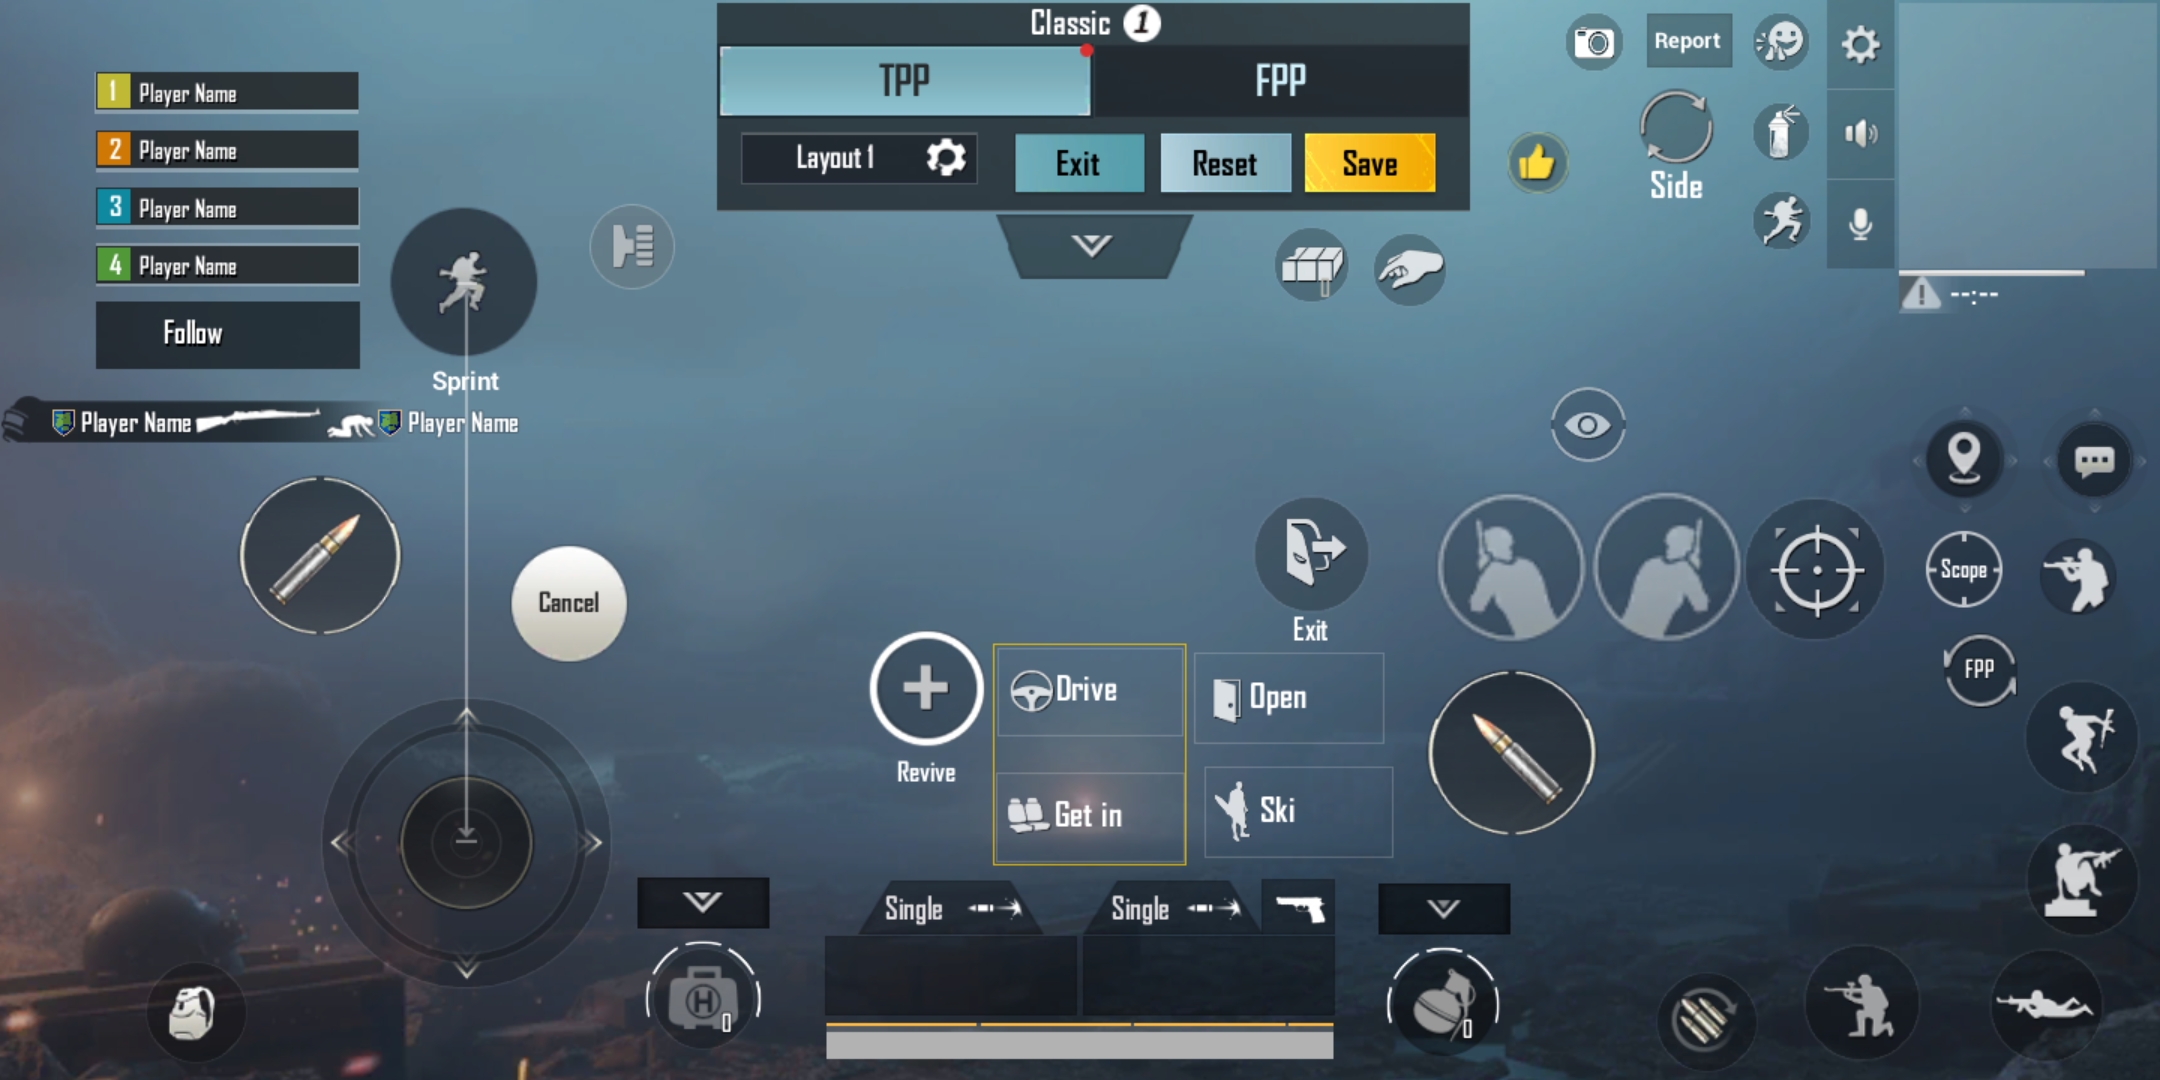 Classic 1
TPP
FPP
Layout 1
Exit
Reset
Save
Report
Side
--:--
1 Player Name
2 Player Name
3 Player Name
4 Player Name
Follow
Sprint
Player Name
Player Name
Cancel
Exit
Scope
FPP
Revive
Drive
Open
Get in
Ski
Single
Single
H
0
0